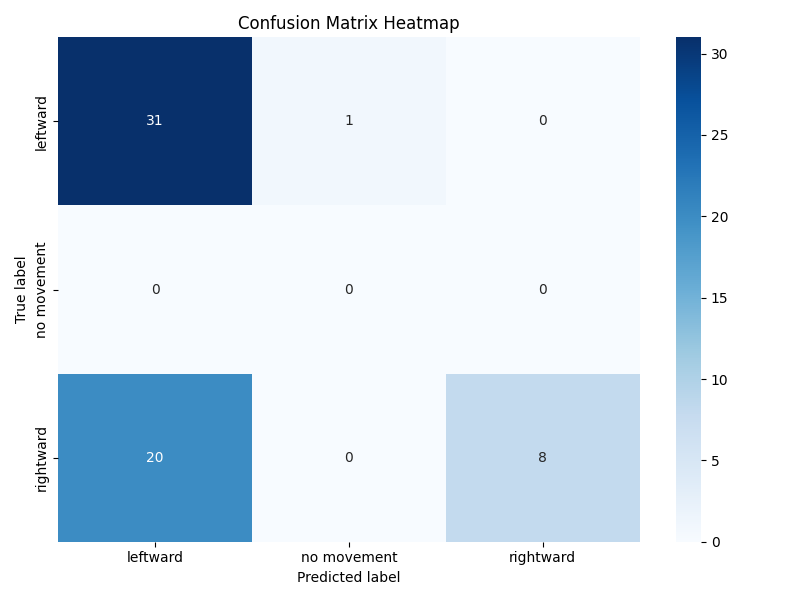 Confusion Matrix Heatmap
leftward
31 1 0
no movement
0 0 0
rightward
20 0 8
True label
leftward no movement rightward
Predicted label
30
25
20
15
10
5
0